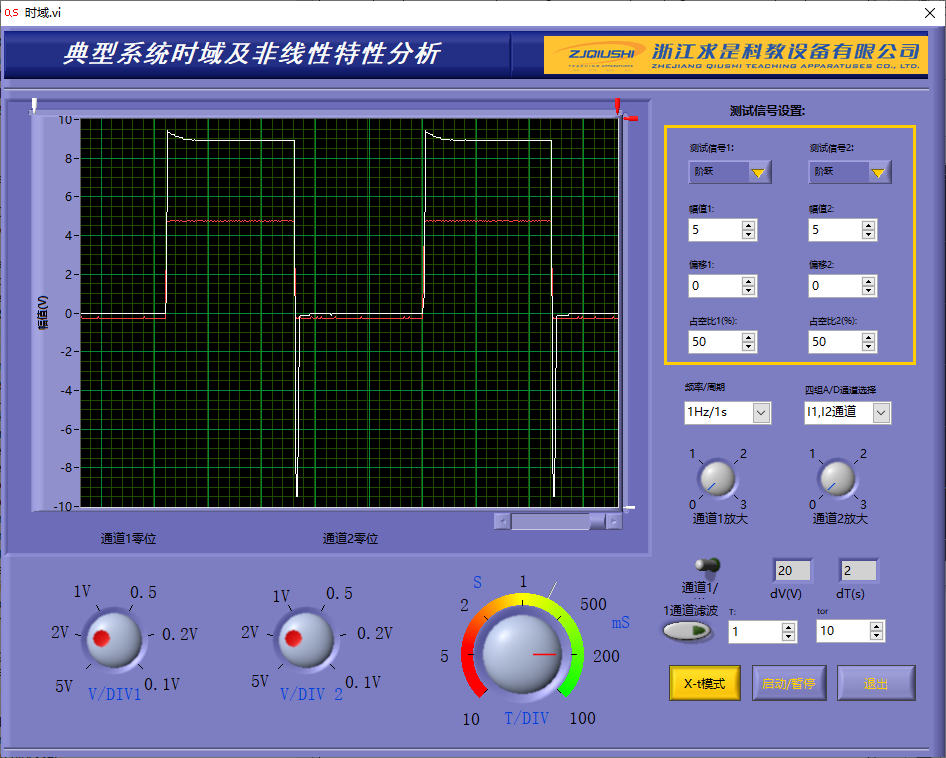 时域.vi
典型系统时域及非线性特性分析
ZJQIUSHI
浙江求是科教设备有限公司
ZHEJIANG QIUSHI TEACHING APPARATUSES CO., LTD.
测试信号设置:
测试信号1: 测试信号2:
阶跃 阶跃
幅值1: 幅值2:
5 5
偏移1: 偏移2:
0 0
占空比1(%): 占空比2(%):
50 50
频率/周期 四组A/D通道选择
1Hz/1s I1,I2通道
1 2 1 2
0 3 0 3
通道1放大 通道2放大
10
8
6
4
2
0
-2
-4
-6
-8
-10
幅值(V)
通道1零位 通道2零位
通道1/
20 2
dV(V) dT(s)
1通道滤波 T: tor
1 10
X-t模式 启动/暂停 退出
1V 0.5
2V 0.2V
5V 0.1V
V/DIV1
1V 0.5
2V 0.2V
5V 0.1V
V/DIV 2
S 1
2 500
mS
5 200
10 100
T/DIV